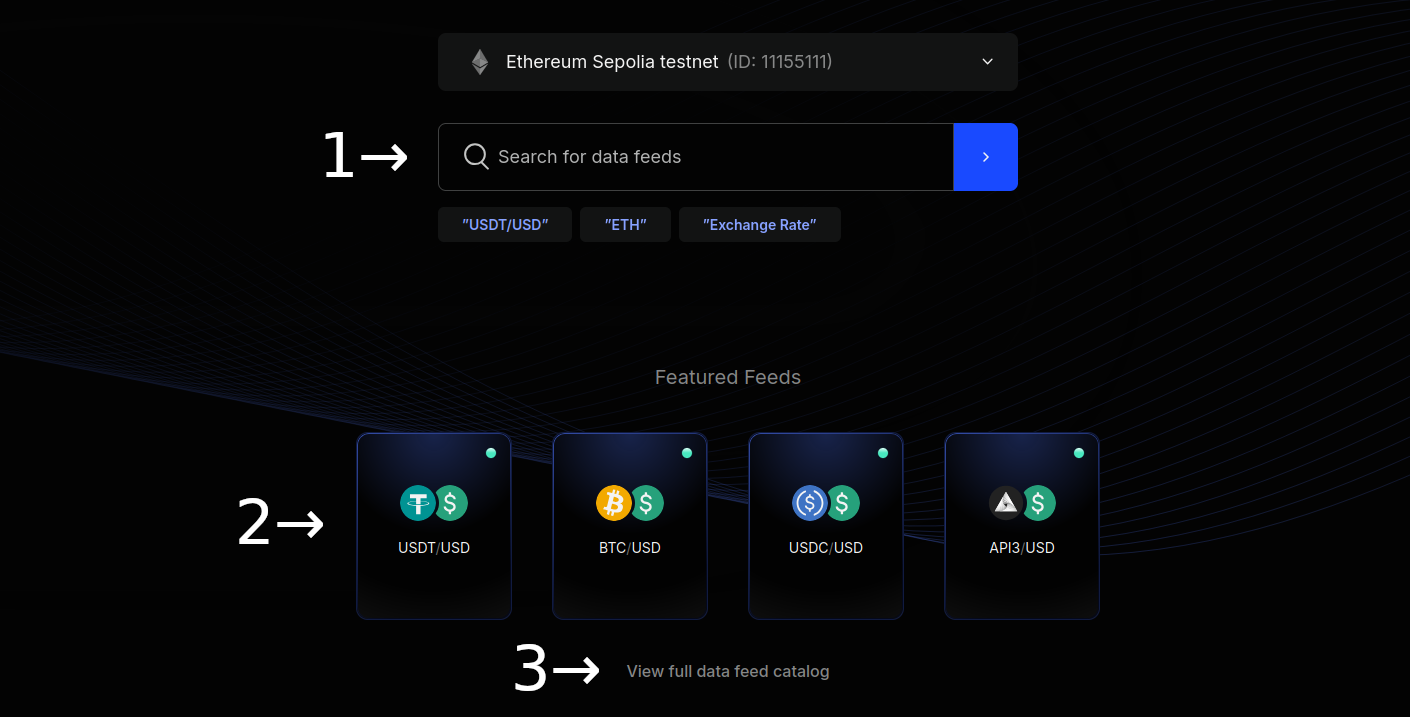 Ethereum Sepolia testnet (ID: 11155111)
1→ Search for data feeds
”USDT/USD” ”ETH” ”Exchange Rate”
Featured Feeds
2→
USDT/USD BTC/USD USDC/USD API3/USD
3→ View full data feed catalog